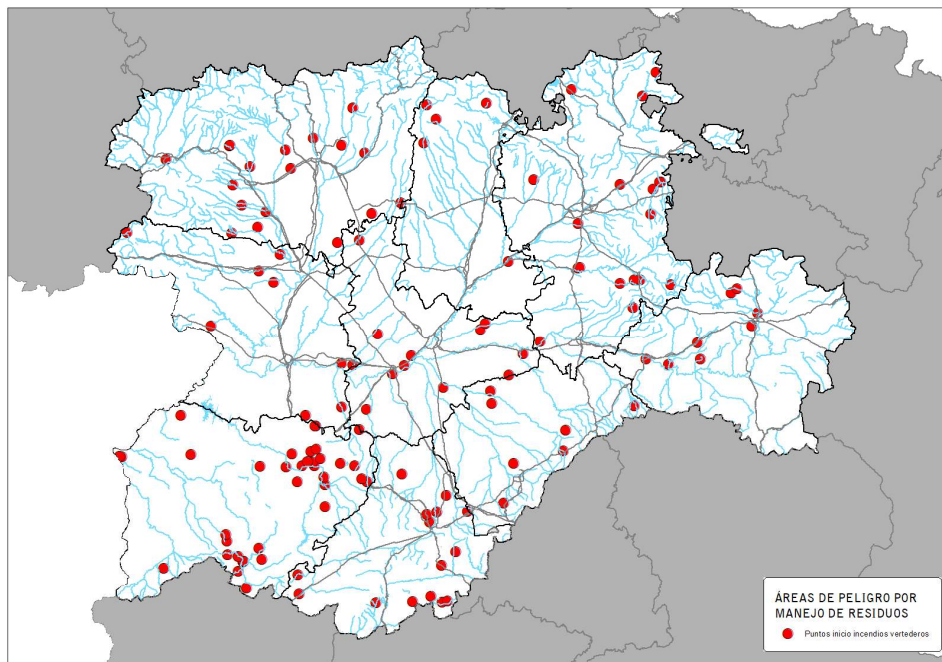 ÁREAS DE PELIGRO POR
MANEJO DE RESIDUOS
Puntos inicio incendios vertederos